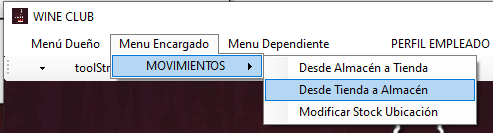 WINE CLUB
Menú Dueño Menu Encargado Menu Dependiente PERFIL EMPLEADO
toolStr MOVIMIENTOS
Desde Almacén a Tienda
Desde Tienda a Almacén
Modificar Stock Ubicación